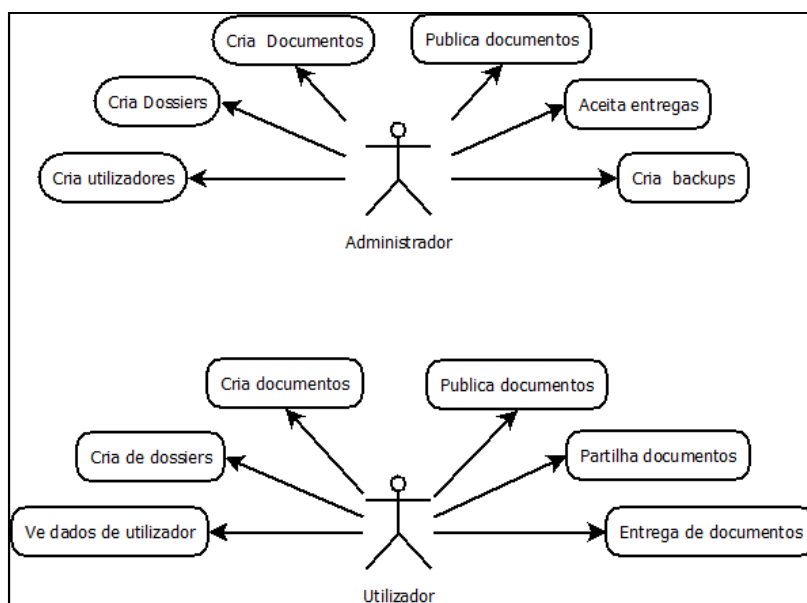 Cria Documentos
Publica documentos
Cria Dossiers
Aceita entregas
Cria utilizadores
Cria backups
Administrador
Cria documentos
Publica documentos
Cria de dossiers
Partilha documentos
Ve dados de utilizador
Entrega de documentos
Utilizador